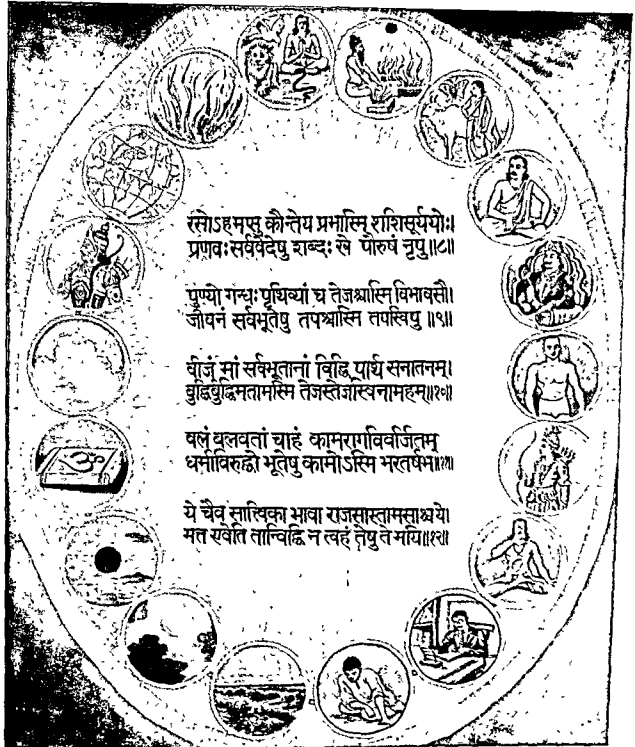 रसोऽहमप्सु कौन्तेय प्रभास्मि शशिसूर्ययोः।
प्रणवः सर्ववेदेषु शब्दः खे पौरुषं नृषु॥८॥
पुण्यो गन्धः पृथिव्यां च तेजश्चास्मि विभावसौ।
जीवनं सर्वभूतेषु तपश्चास्मि तपस्विषु॥९॥
बीजं मां सर्वभूतानां विद्धि पार्थ सनातनम्।
बुद्धिर्बुद्धिमतामस्मि तेजस्तेजस्विनामहम्॥१०॥
बलं बलवतां चाहं कामरागविवर्जितम्
धर्माविरुद्धो भूतेषु कामोऽस्मि भरतर्षभ॥११॥
ये चैव सात्त्विका भावा राजसास्तामसाश्च ये।
मत्त एवेति तान्विद्धि न त्वहं तेषु ते मयि॥१२॥
ॐ